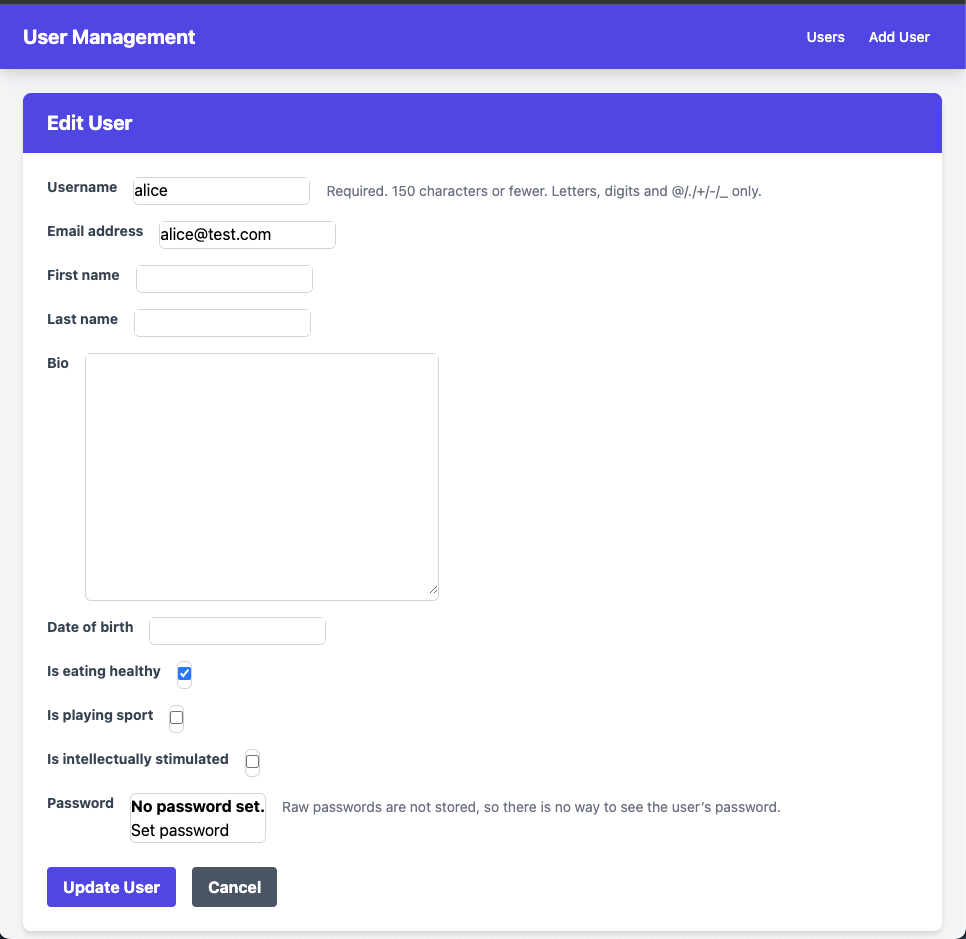 User Management
Users Add User
Edit User
Username alice Required. 150 characters or fewer. Letters, digits and @/./+/-/_ only.
Email address alice@test.com
First name
Last name
Bio
Date of birth
Is eating healthy
Is playing sport
Is intellectually stimulated
Password No password set. Raw passwords are not stored, so there is no way to see the user’s password.
Set password
Update User Cancel